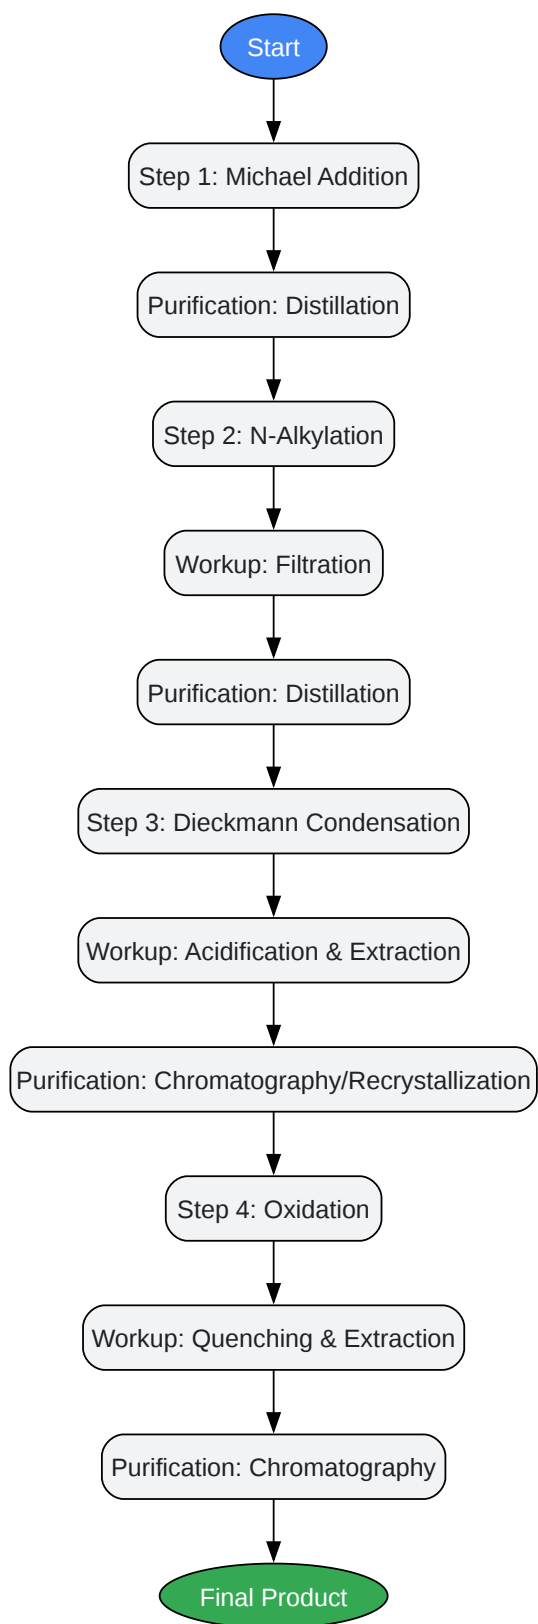 Start
Step 1: Michael Addition
Purification: Distillation
Step 2: N-Alkylation
Workup: Filtration
Purification: Distillation
Step 3: Dieckmann Condensation
Workup: Acidification & Extraction
Purification: Chromatography/Recrystallization
Step 4: Oxidation
Workup: Quenching & Extraction
Purification: Chromatography
Final Product